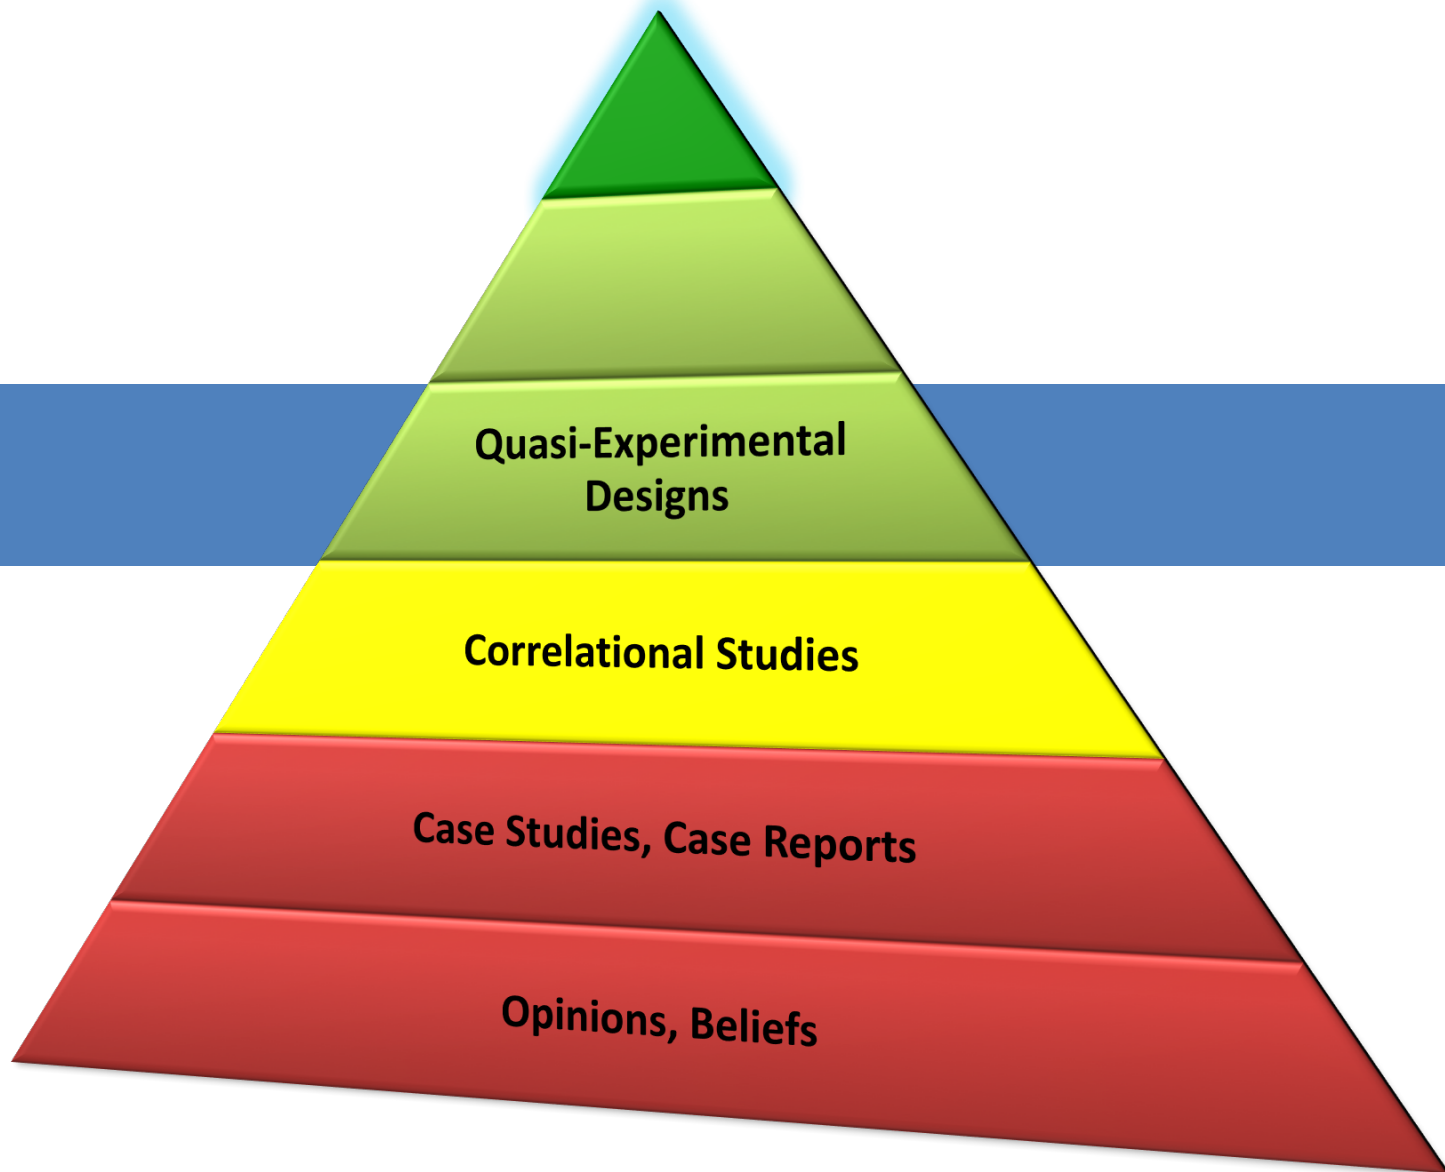 Quasi-Experimental
Designs
Correlational Studies
Case Studies, Case Reports
Opinions, Beliefs